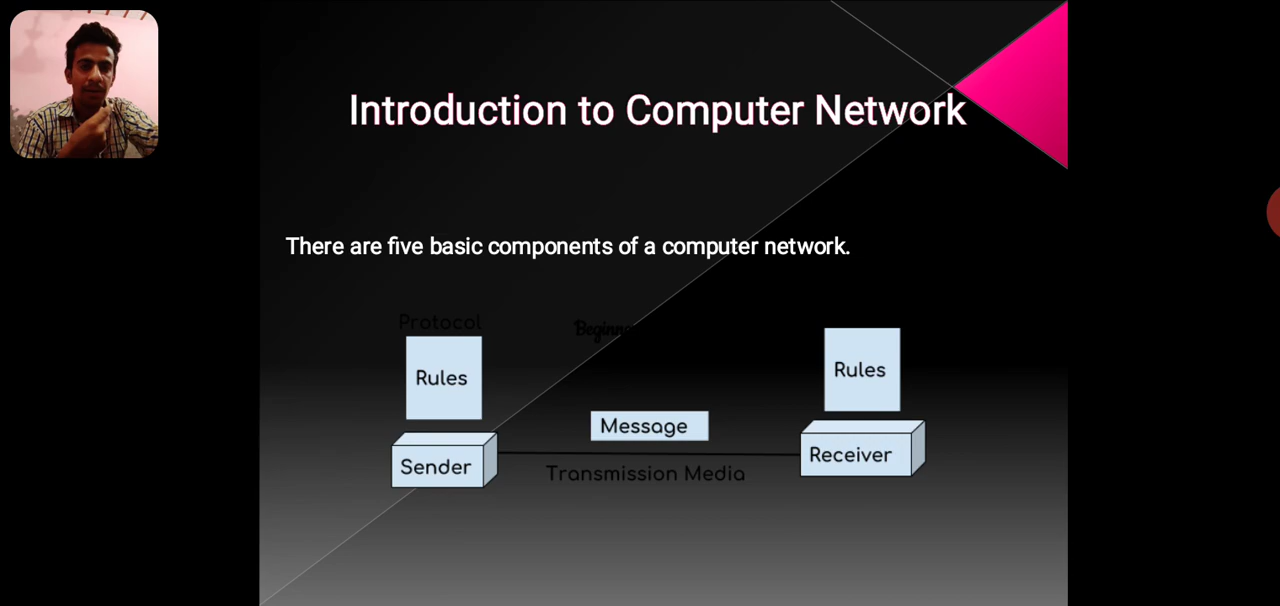 Introduction to Computer Network
There are five basic components of a computer network.
Protocol
Rules
Rules
Message
Sender
Receiver
Transmission Media